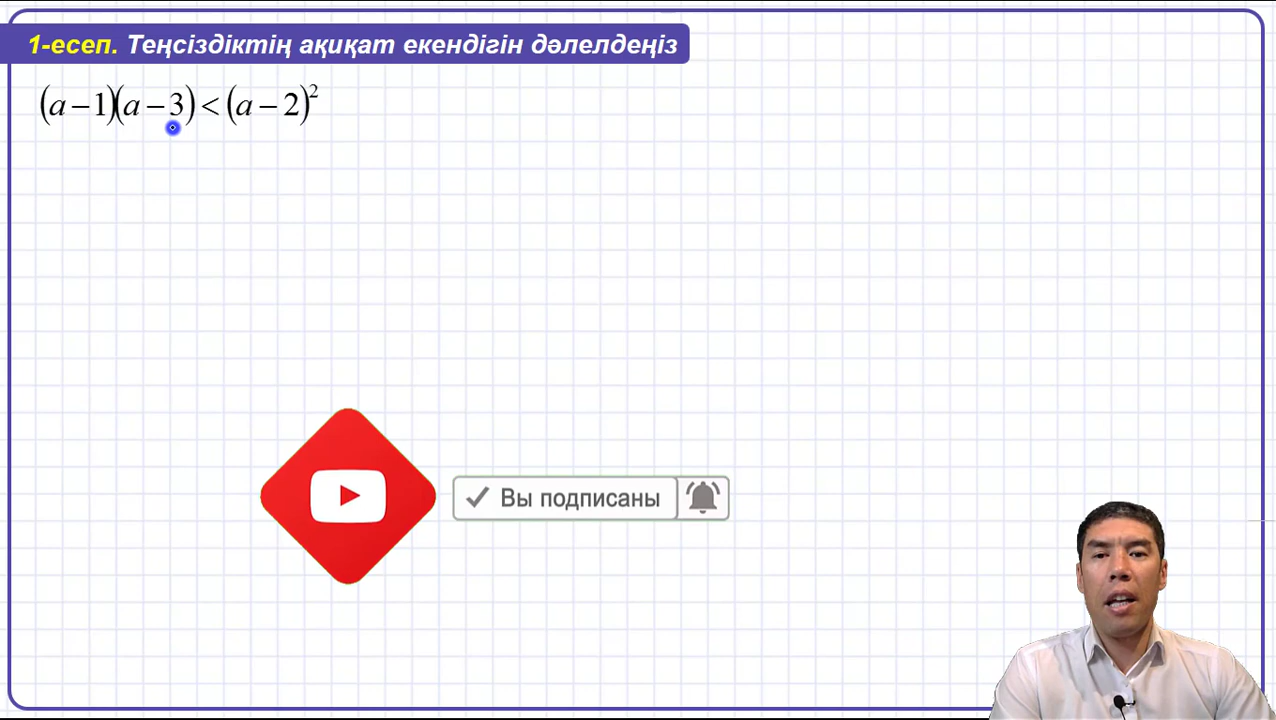 1-есеп. Теңсіздіктің ақиқат екендігін дәлелдеңіз
(a−1)(a−3)<(a−2)²
Вы подписаны